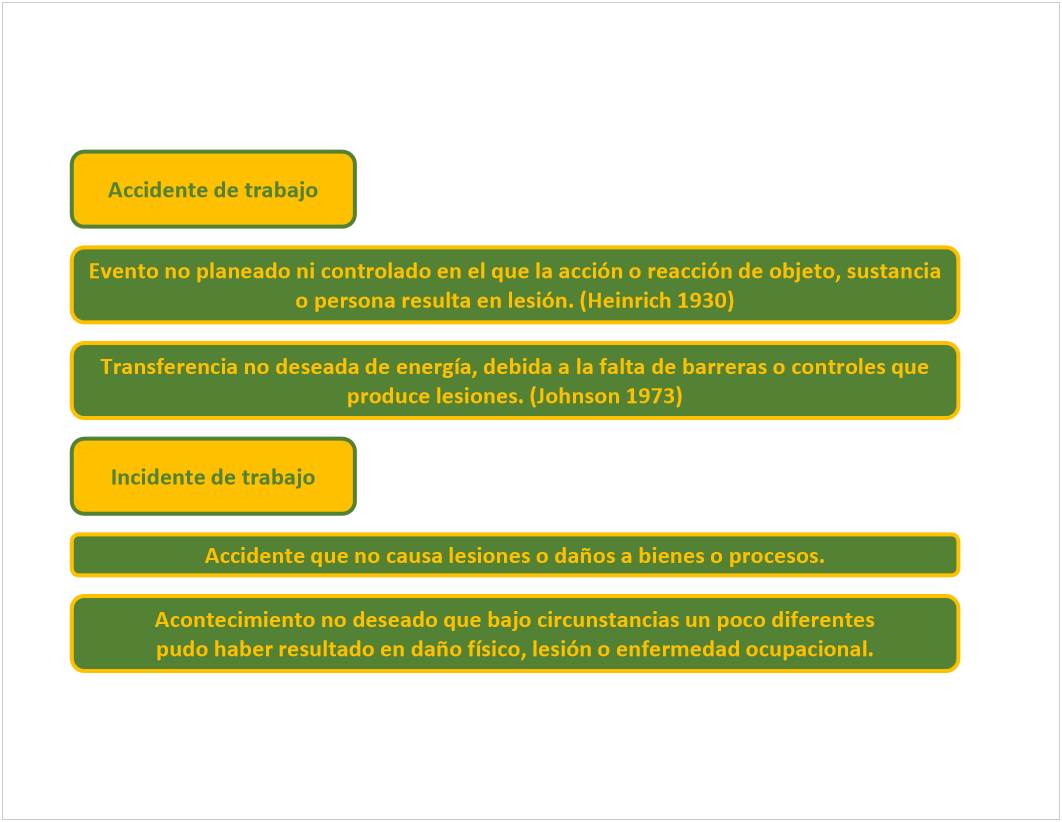 Accidente de trabajo
Evento no planeado ni controlado en el que la acción o reacción de objeto, sustancia
o persona resulta en lesión. (Heinrich 1930)
Transferencia no deseada de energía, debida a la falta de barreras o controles que
produce lesiones. (Johnson 1973)
Incidente de trabajo
Accidente que no causa lesiones o daños a bienes o procesos.
Acontecimiento no deseado que bajo circunstancias un poco diferentes
pudo haber resultado en daño físico, lesión o enfermedad ocupacional.